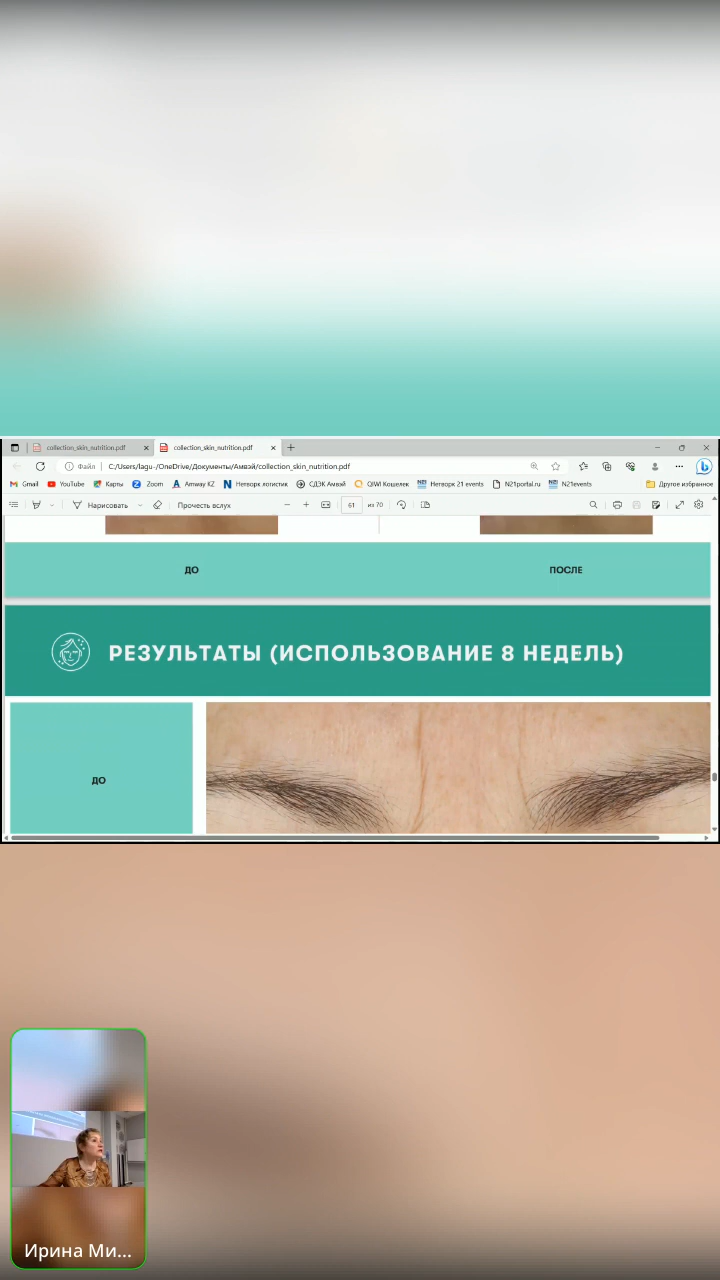 collection_skin_nutrition.pdf
collection_skin_nutrition.pdf
Файл C:/Users/lagu-/OneDrive/Документы/Амвэй/collection_skin_nutrition.pdf
Gmail YouTube Карты Zoom Amway KZ Нетворк логистик СДЭК Амвэй QIWI Кошелек Нетворк 21 events N21portal.ru N21events Другое избранное
Нарисовать Прочесть вслух 61 из 70
ДО ПОСЛЕ
РЕЗУЛЬТАТЫ (ИСПОЛЬЗОВАНИЕ 8 НЕДЕЛЬ)
ДО
Ирина Ми...